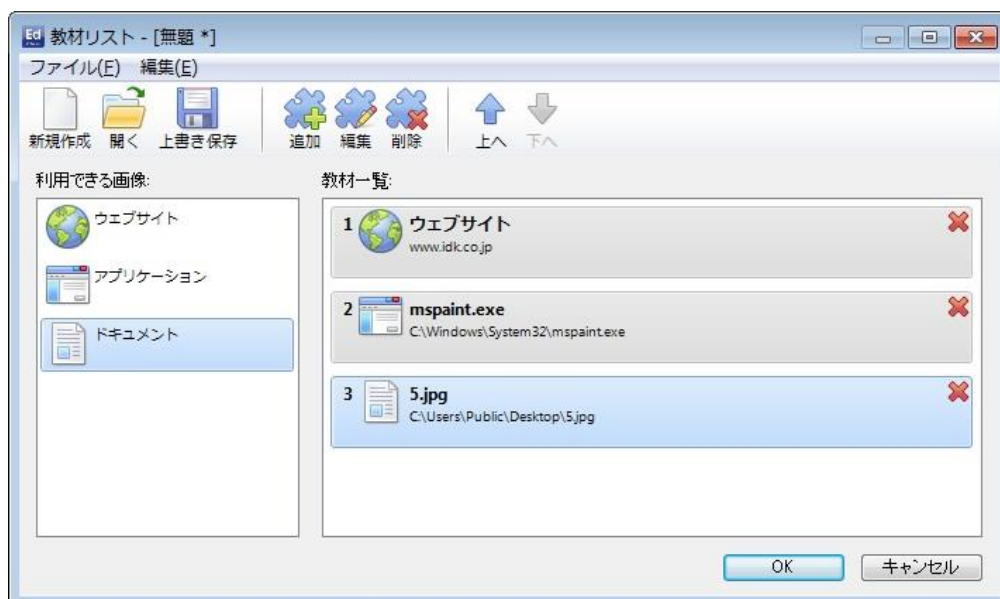 Ed 教材リスト - [無題 *]
ファイル(F) 編集(E)
新規作成 開く 上書き保存 追加 編集 削除 上へ 下へ
利用できる画像:
ウェブサイト
アプリケーション
ドキュメント
教材一覧:
1 ウェブサイト
www.idk.co.jp
2 mspaint.exe
C:\Windows\System32\mspaint.exe
3 5.jpg
C:\Users\Public\Desktop\5.jpg
OK キャンセル